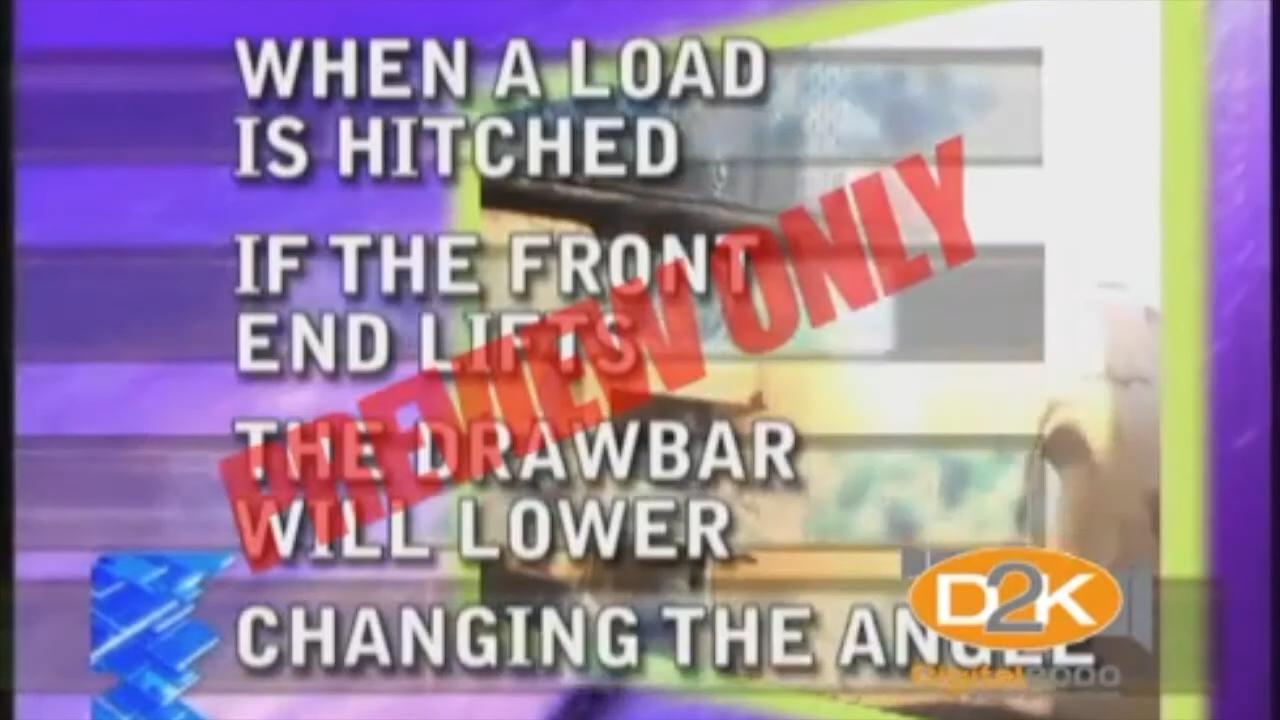 WHEN A LOAD
IS HITCHED
IF THE FRONT
END LIFTS
THE DRAWBAR
WILL LOWER
CHANGING THE ANGLE
PREVIEW ONLY
D2K
Digital2000